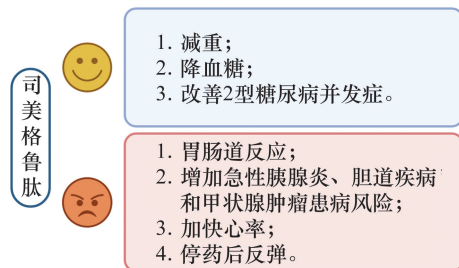 司美格鲁肽
1. 减重；
2. 降血糖；
3. 改善2型糖尿病并发症。
1. 胃肠道反应；
2. 增加急性胰腺炎、胆道疾病
和甲状腺肿瘤患病风险；
3. 加快心率；
4. 停药后反弹。